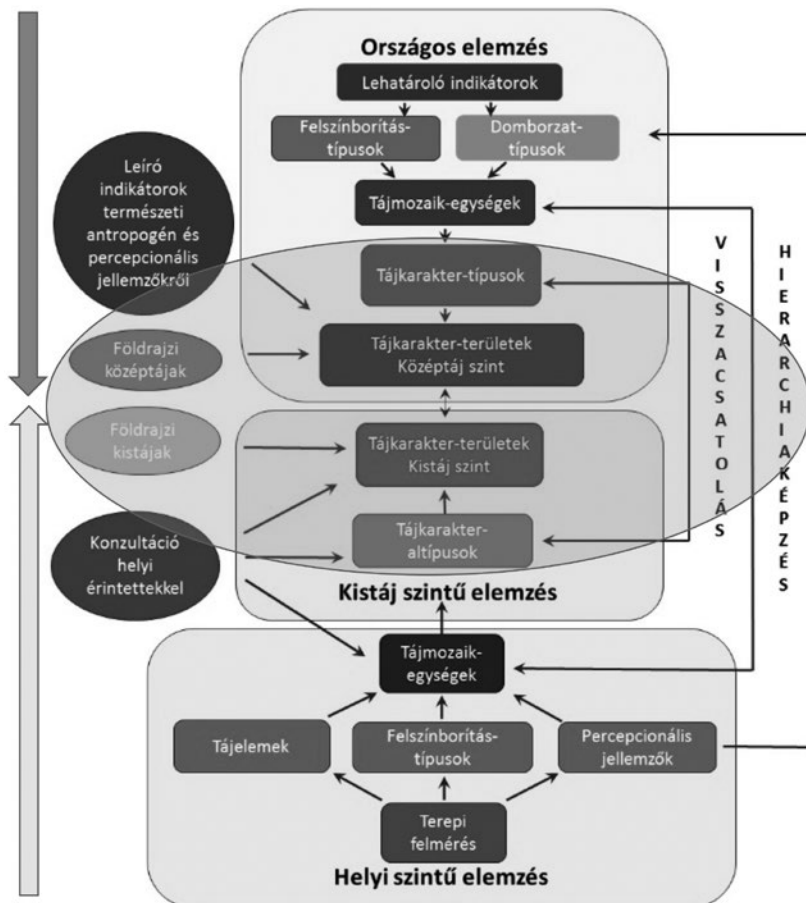 Országos elemzés
Lehatároló indikátorok
Felszínborítás-
típusok
Domborzat-
típusok
Leíró
indikátorok
természeti
antropogén és
percepcionális
jellemzőkről
Tájmozaik-egységek
Tájkarakter-típusok
Földrajzi
középtájak
Tájkarakter-területek
Középtáj szint
Földrajzi
kistájak
Tájkarakter-területek
Kistáj szint
Konzultáció
helyi
érintettekkel
Tájkarakter-
altípusok
Kistáj szintű elemzés
VISSZACSATOLÁS
HIERARCHIAKÉPZÉS
Tájmozaik-
egységek
Tájelemek
Felszínborítás-
típusok
Percepcionális
jellemzők
Terepi
felmérés
Helyi szintű elemzés